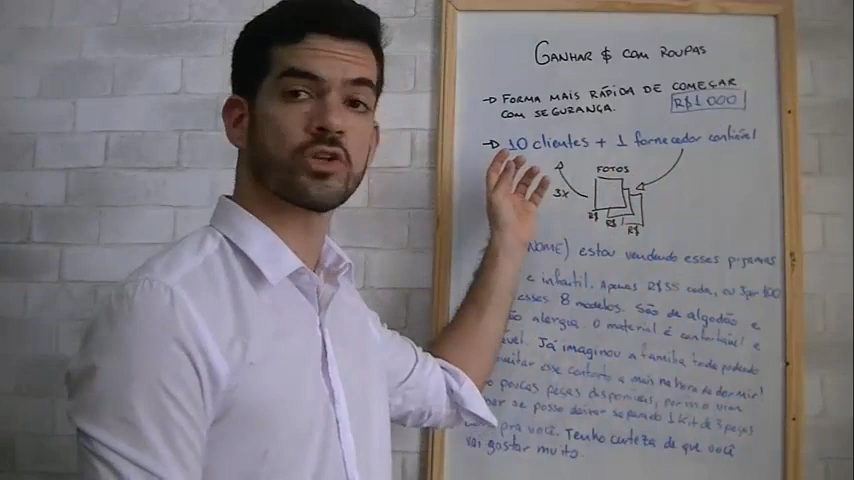 GANHAR $ COM ROUPAS
→ FORMA MAIS RÁPIDA DE COMEÇAR
COM SEGURANÇA.
R$1000
→ 10 clientes + 1 fornecedor confiável
FOTOS
3X
R$ R$ R$
NOME) estou vendendo esses pijamas
e infantil. Apenas R$35 cada, ou 3 por 100
esses 8 modelos. São de algodão e
alergia. O material é confortável e
Já imaginou a família toda podendo
esse conforto a mais na hora de dormir!
poucas peças disponíveis, por isso vim
se posso deixar separado 1 kit de 3 peças
pra você. Tenho certeza de que você
vai gostar muito.